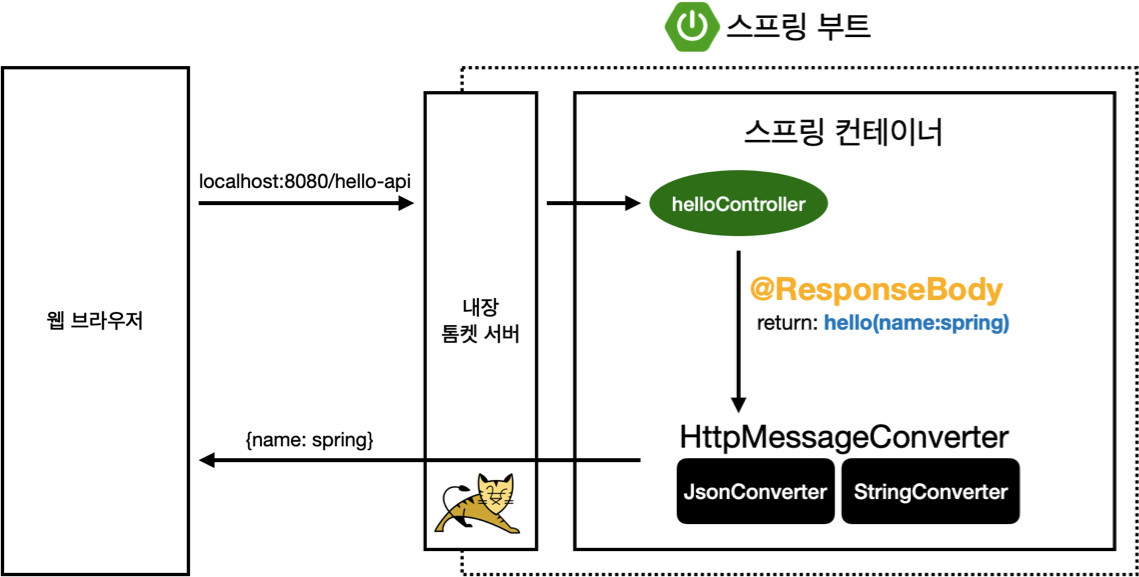 스프링 부트
스프링 컨테이너
localhost:8080/hello-api
helloController
@ResponseBody
return: hello(name:spring)
웹 브라우저
내장
톰켓 서버
{name: spring}
HttpMessageConverter
JsonConverter
StringConverter